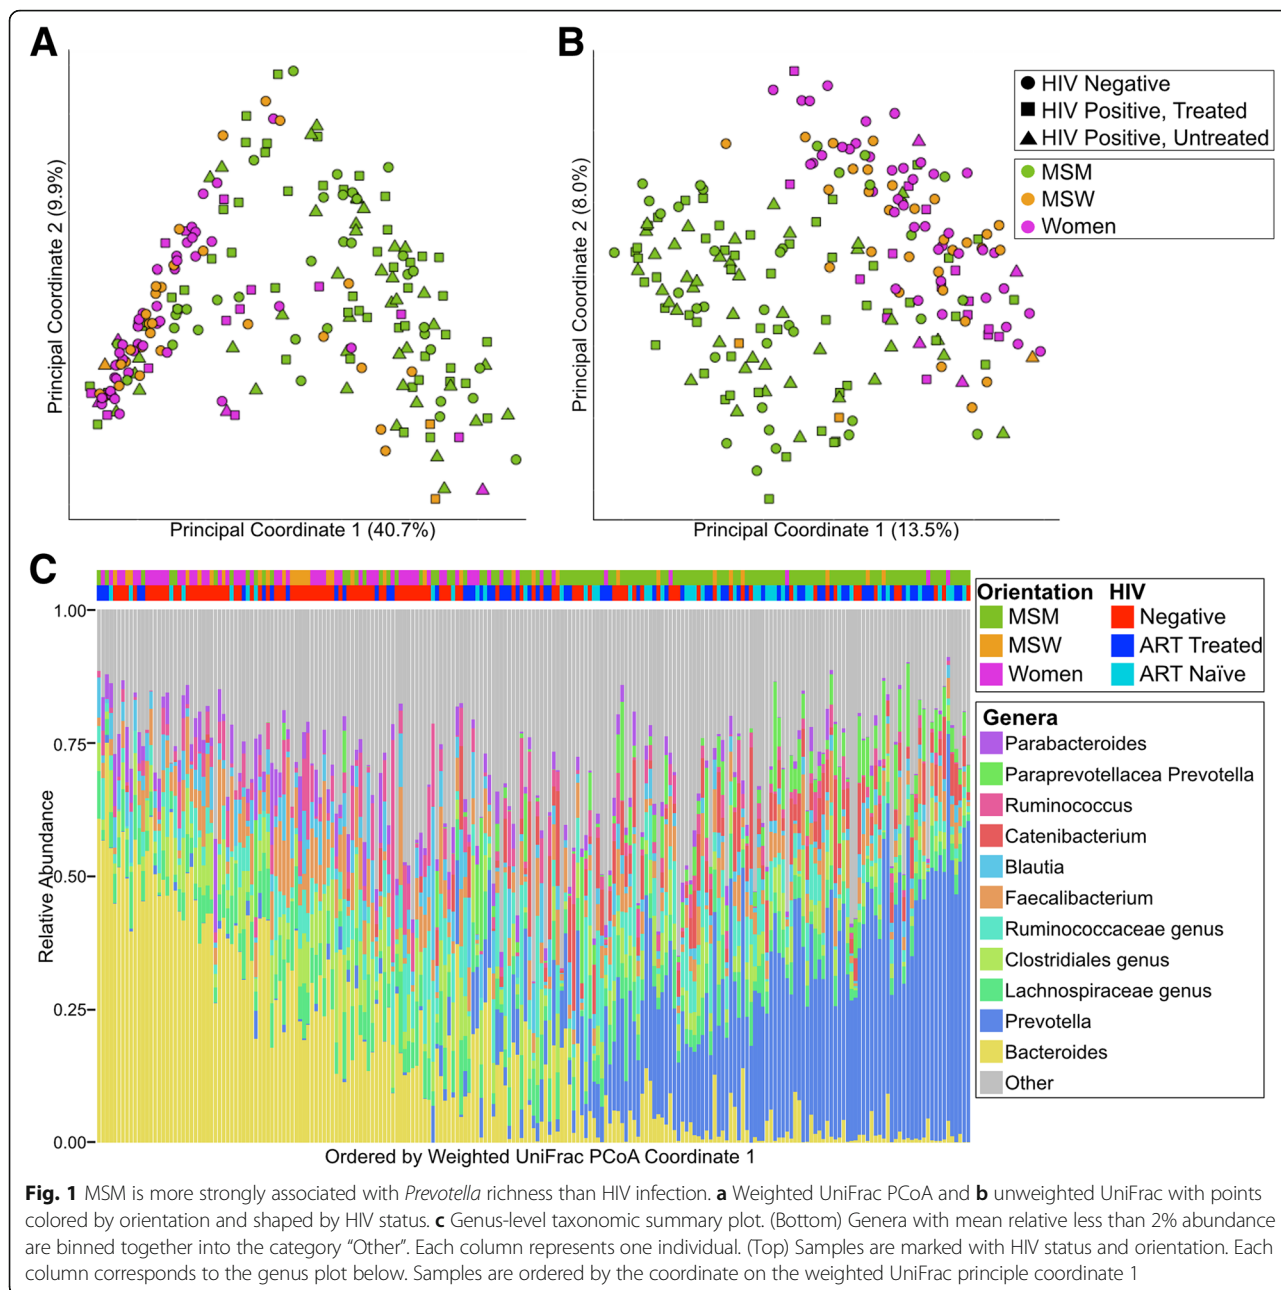 A
B
HIV Negative
HIV Positive, Treated
HIV Positive, Untreated
MSM
MSW
Women
Principal Coordinate 2 (9.9%)
Principal Coordinate 1 (40.7%)
Principal Coordinate 2 (8.0%)
Principal Coordinate 1 (13.5%)
C
Orientation HIV
MSM Negative
MSW ART Treated
Women ART Naïve
Genera
Parabacteroides
Paraprevotellacea Prevotella
Ruminococcus
Catenibacterium
Blautia
Faecalibacterium
Ruminococcaceae genus
Clostridiales genus
Lachnospiraceae genus
Prevotella
Bacteroides
Other
1.00
0.75
0.50
0.25
0.00
Relative Abundance
Ordered by Weighted UniFrac PCoA Coordinate 1
Fig. 1 MSM is more strongly associated with Prevotella richness than HIV infection. a Weighted UniFrac PCoA and b unweighted UniFrac with points
colored by orientation and shaped by HIV status. c Genus-level taxonomic summary plot. (Bottom) Genera with mean relative less than 2% abundance
are binned together into the category “Other”. Each column represents one individual. (Top) Samples are marked with HIV status and orientation. Each
column corresponds to the genus plot below. Samples are ordered by the coordinate on the weighted UniFrac principle coordinate 1